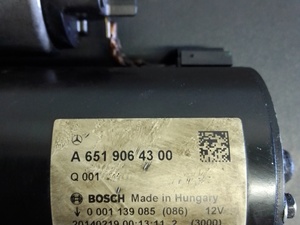 A 651 906 43 00
Q 001
BOSCH Made in Hungary
0 001 139 085 (086) 12V
20140319 00:13:11 2 (3000)